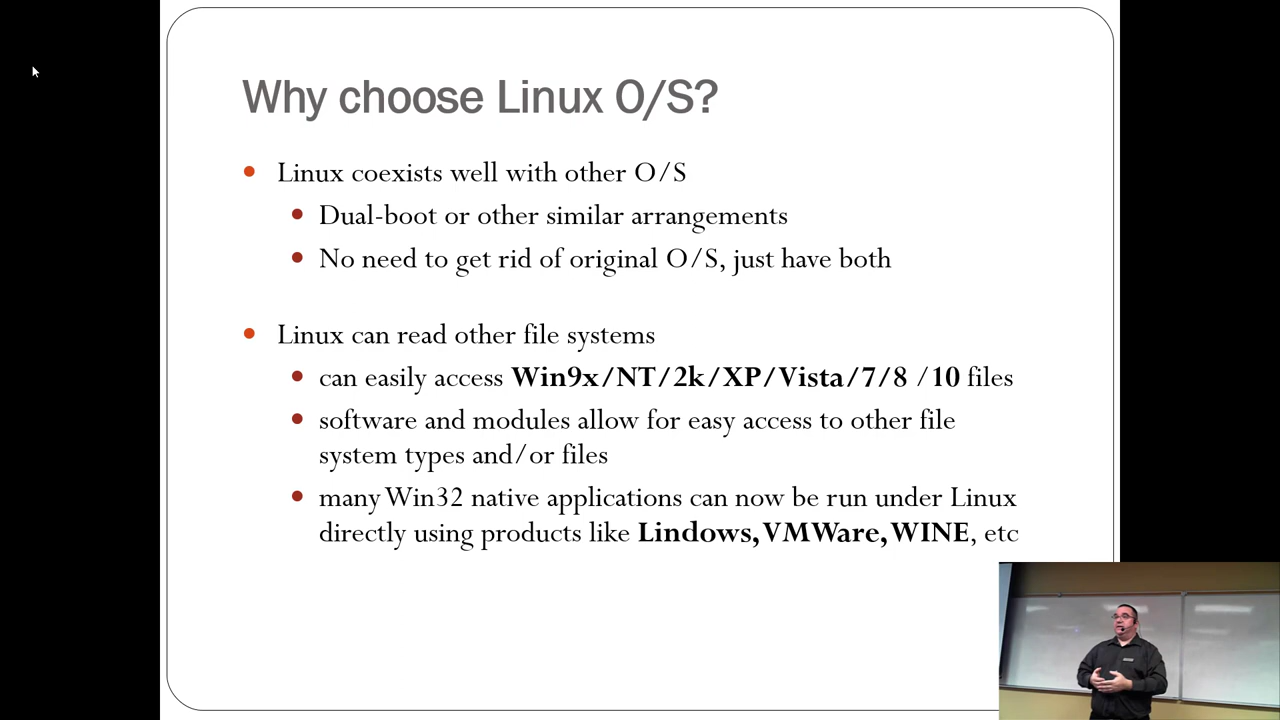 Why choose Linux O/S?
Linux coexists well with other O/S
Dual-boot or other similar arrangements
No need to get rid of original O/S, just have both
Linux can read other file systems
can easily access Win9x/NT/2k/XP/Vista/7/8 /10 files
software and modules allow for easy access to other file
system types and/or files
many Win32 native applications can now be run under Linux
directly using products like Lindows, VMWare, WINE, etc